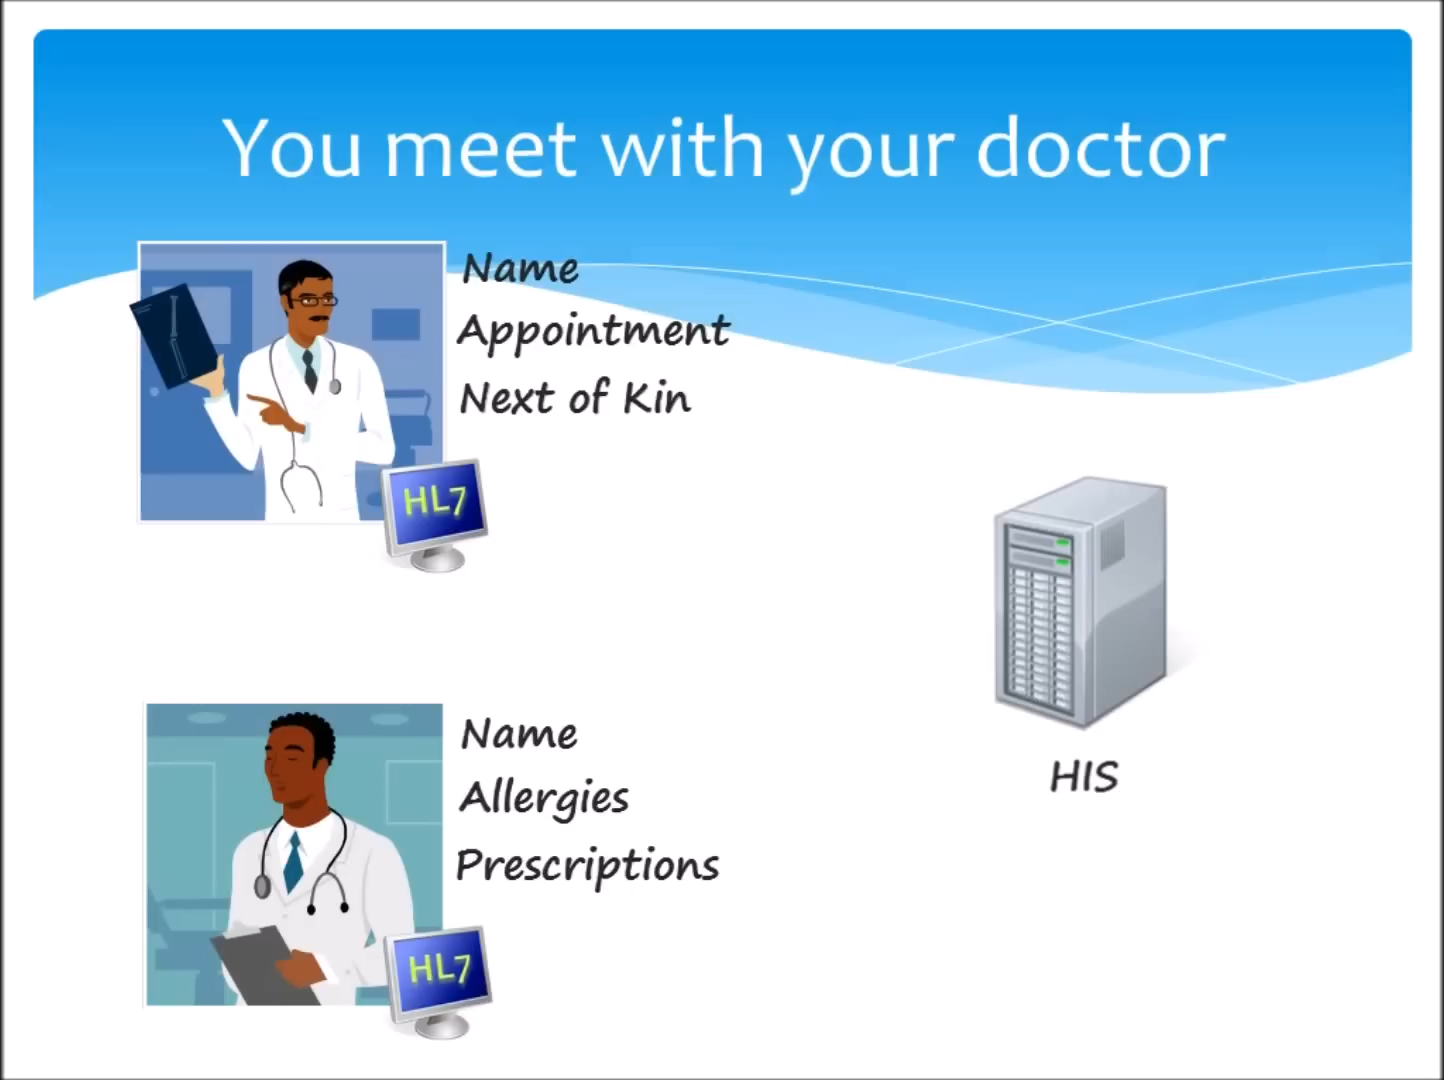 You meet with your doctor
Name
Appointment
Next of Kin
HL7
Name
Allergies
Prescriptions
HL7
HIS